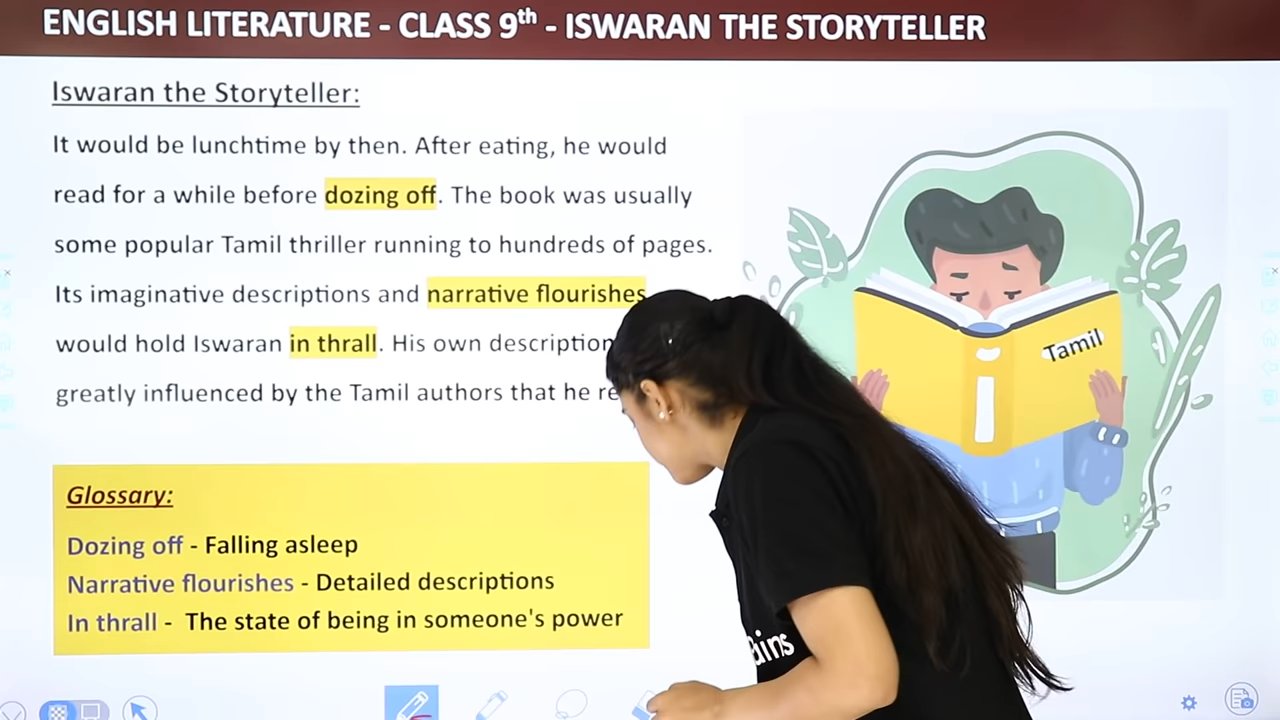 ENGLISH LITERATURE - CLASS 9th - ISWARAN THE STORYTELLER
Iswaran the Storyteller:
It would be lunchtime by then. After eating, he would
read for a while before dozing off. The book was usually
some popular Tamil thriller running to hundreds of pages.
Its imaginative descriptions and narrative flourishes
would hold Iswaran in thrall. His own description
greatly influenced by the Tamil authors that he re
Tamil
Glossary:
Dozing off - Falling asleep
Narrative flourishes - Detailed descriptions
In thrall - The state of being in someone's power